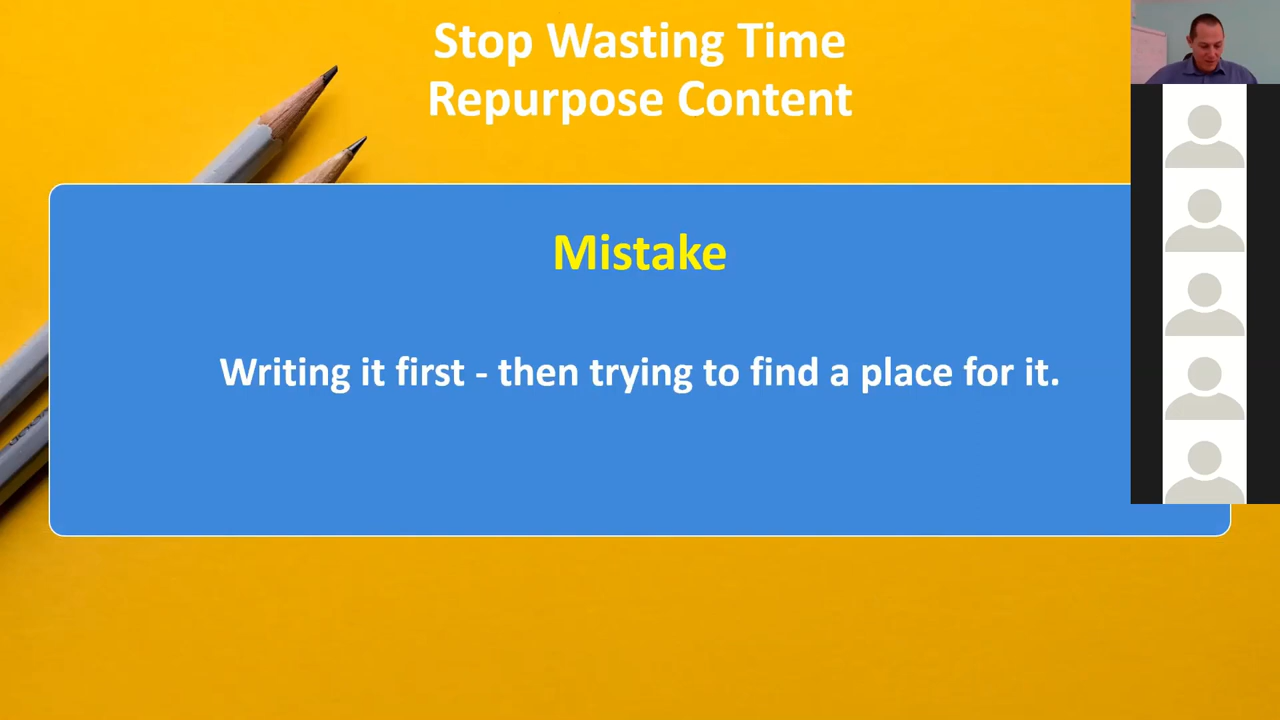 Stop Wasting Time
Repurpose Content
Mistake
Writing it first - then trying to find a place for it.